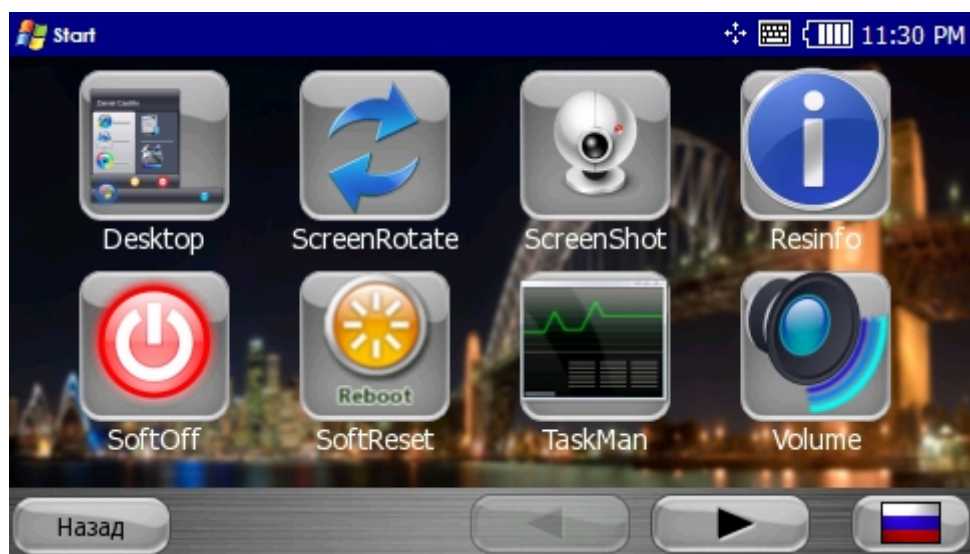 Start 11:30 PM
Desktop ScreenRotate ScreenShot Resinfo
Reboot
SoftOff SoftReset TaskMan Volume
Назад